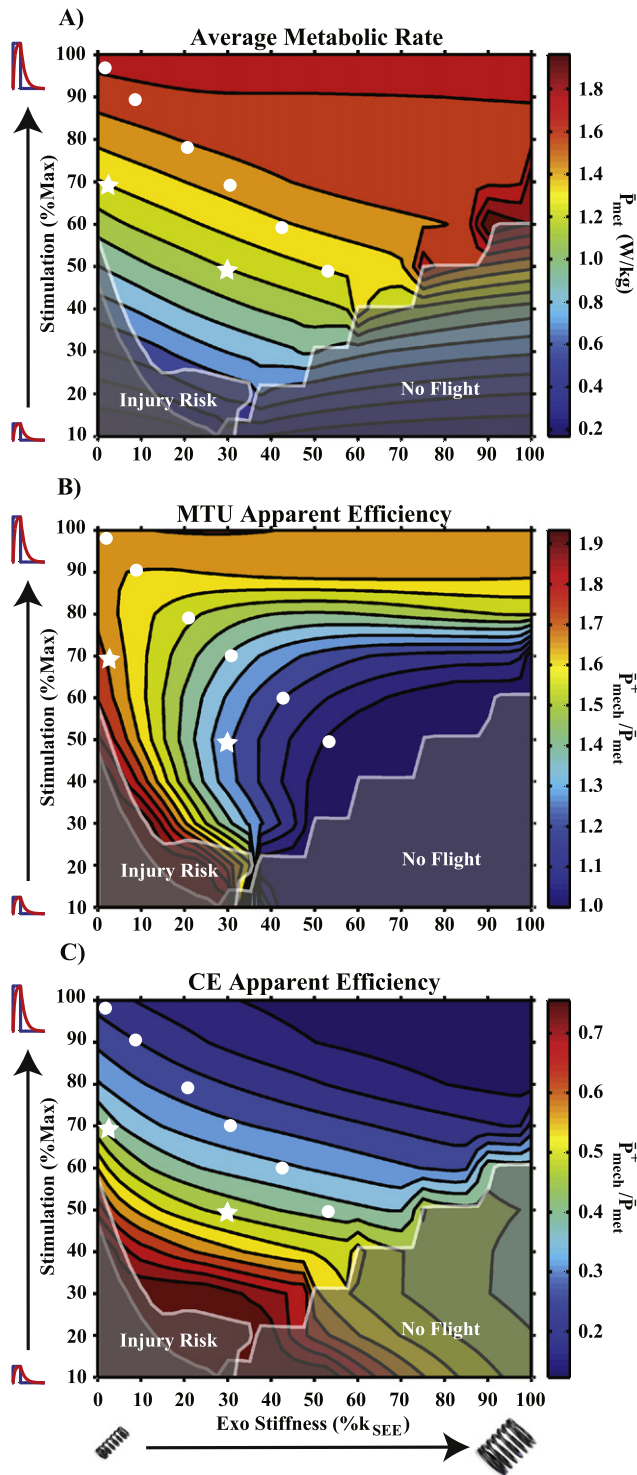 A)
Average Metabolic Rate
Stimulation (%Max)
100
90
80
70
60
50
40
30
20
10
0 10 20 30 40 50 60 70 80 90 100
Injury Risk
No Flight
1.8
1.6
1.4
1.2
1.0
0.8
0.6
0.4
0.2
P̄met (W/kg)
B)
MTU Apparent Efficiency
Stimulation (%Max)
100
90
80
70
60
50
40
30
20
10
0 10 20 30 40 50 60 70 80 90 100
Injury Risk
No Flight
1.9
1.8
1.7
1.6
1.5
1.4
1.3
1.2
1.1
1.0
P̄+mech/P̄met
C)
CE Apparent Efficiency
Stimulation (%Max)
100
90
80
70
60
50
40
30
20
10
0 10 20 30 40 50 60 70 80 90 100
Injury Risk
No Flight
0.7
0.6
0.5
0.4
0.3
0.2
P̄+mech/P̄met
Exo Stiffness (%kSEE)